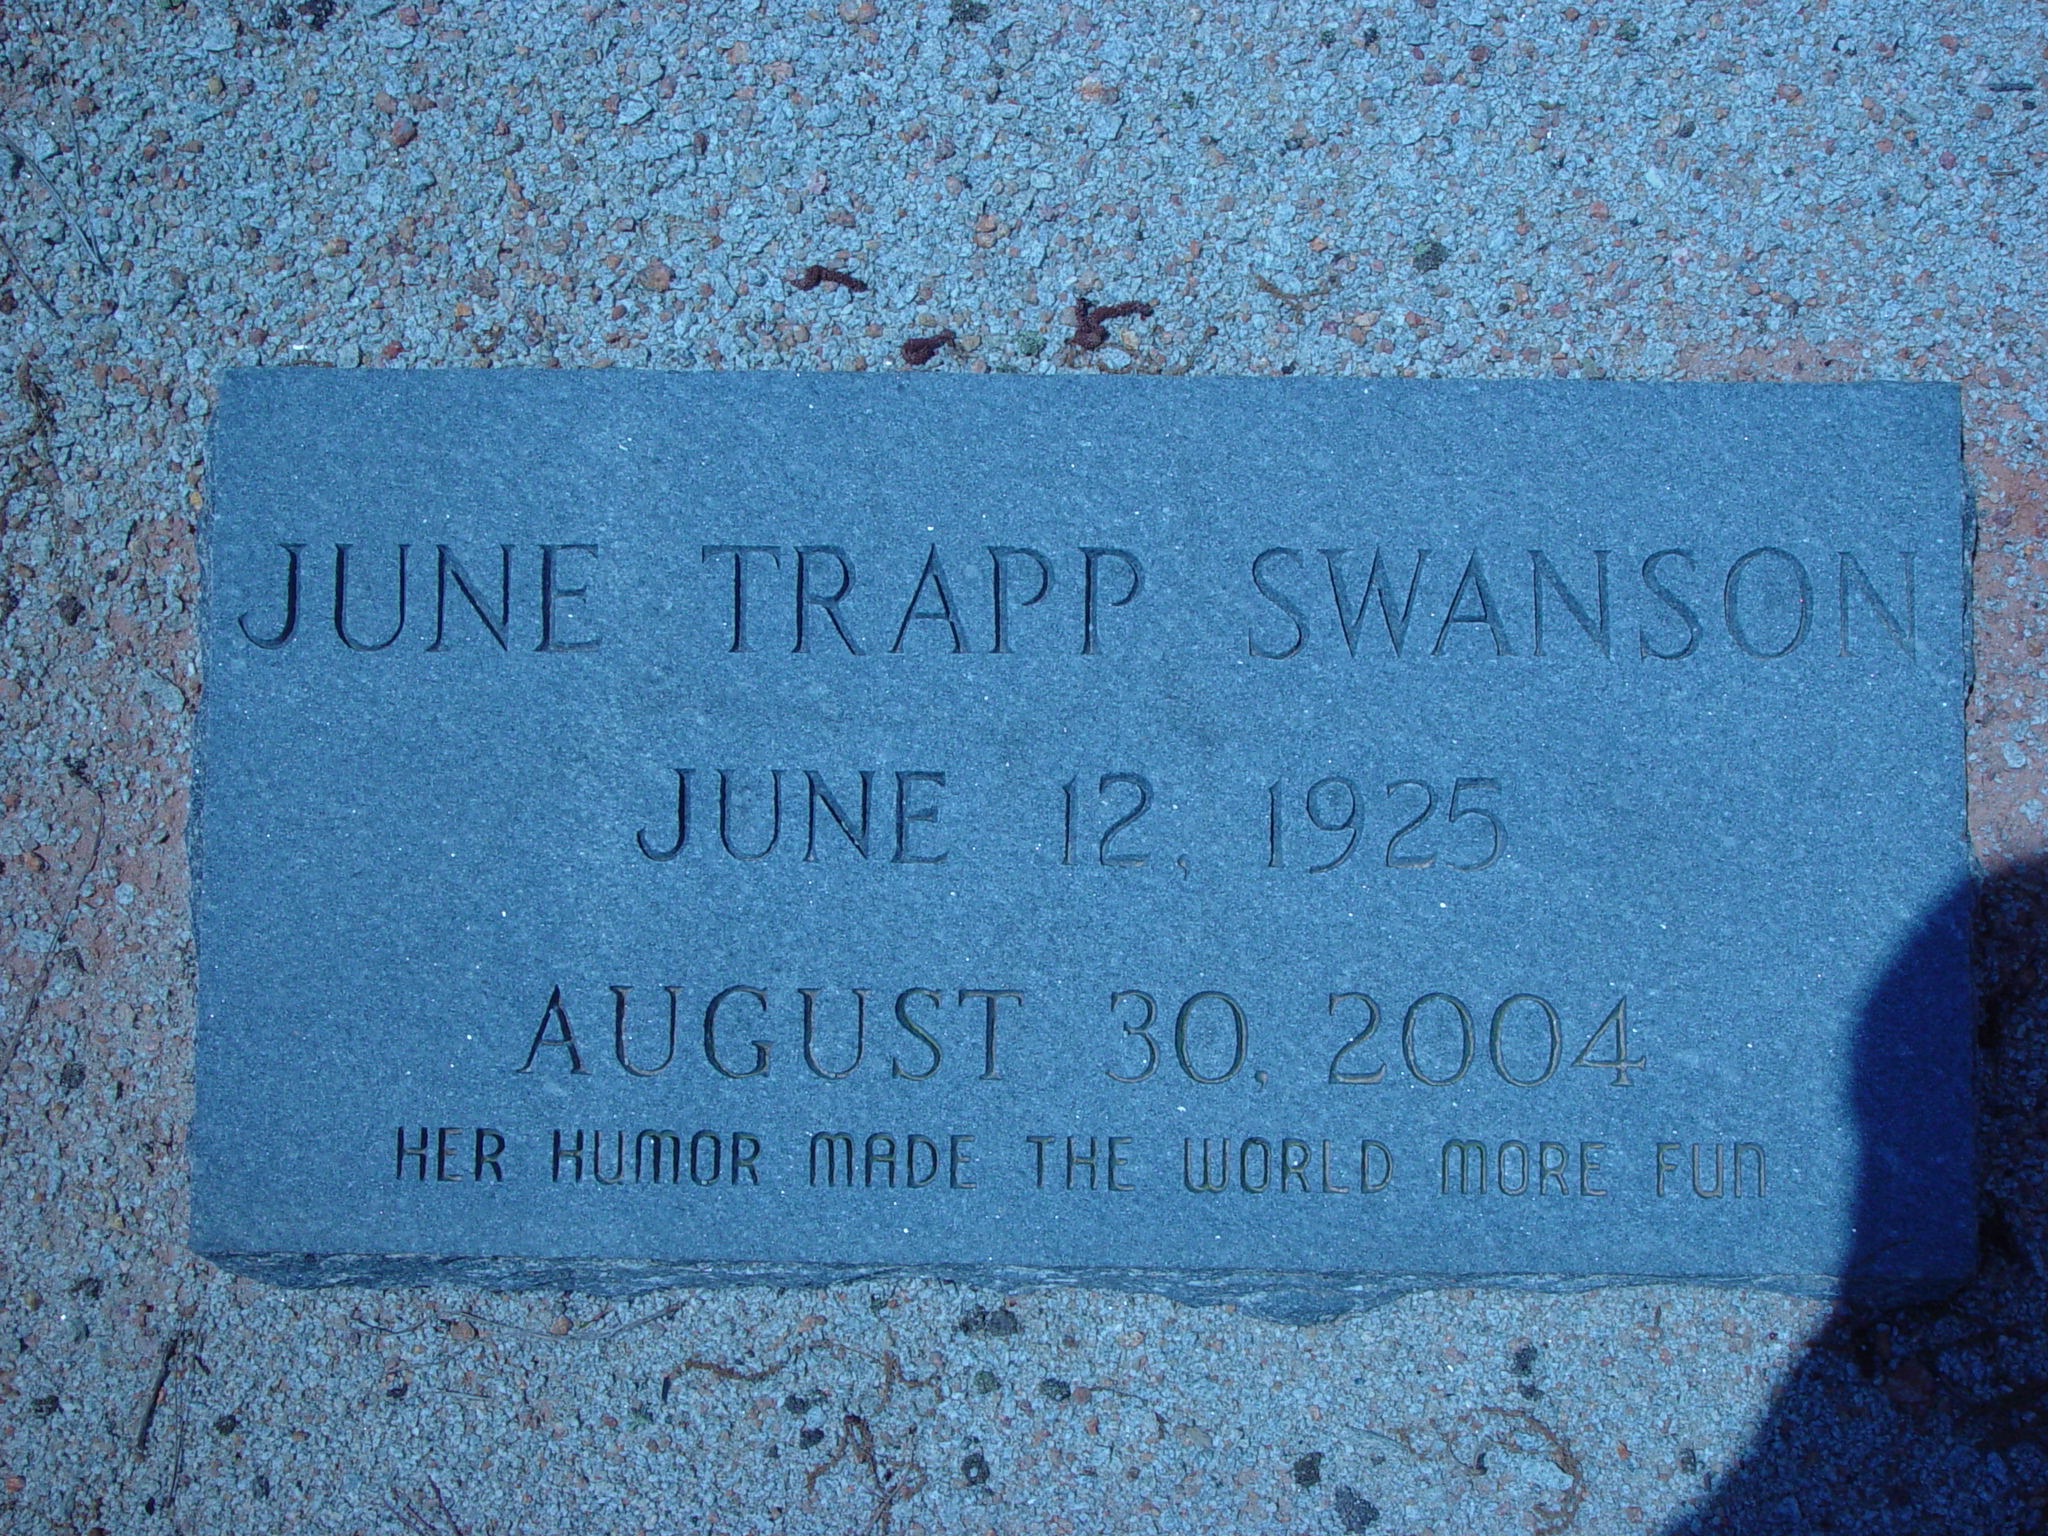 JUNE TRAPP SWANSON
JUNE 12, 1925
AUGUST 30, 2004
HER HUMOR MADE THE WORLD MORE FUN